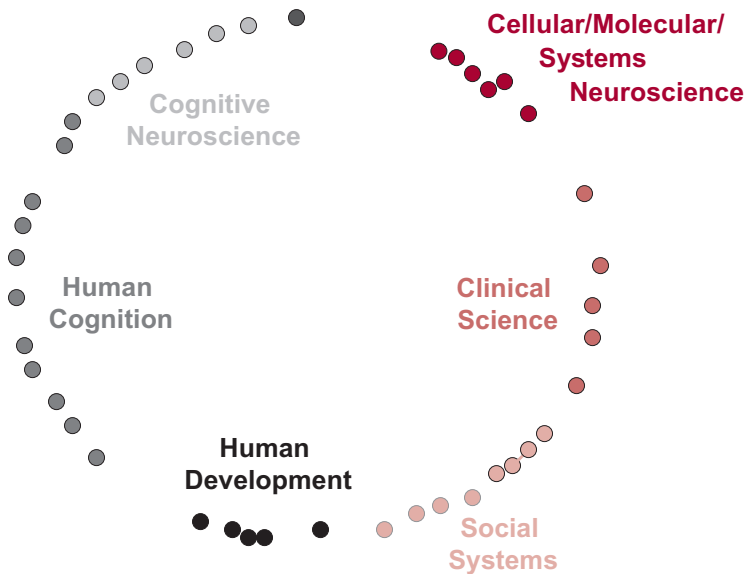 Cellular/Molecular/
Systems
Neuroscience
Cognitive
Neuroscience
Human
Cognition
Clinical
Science
Human
Development
Social
Systems